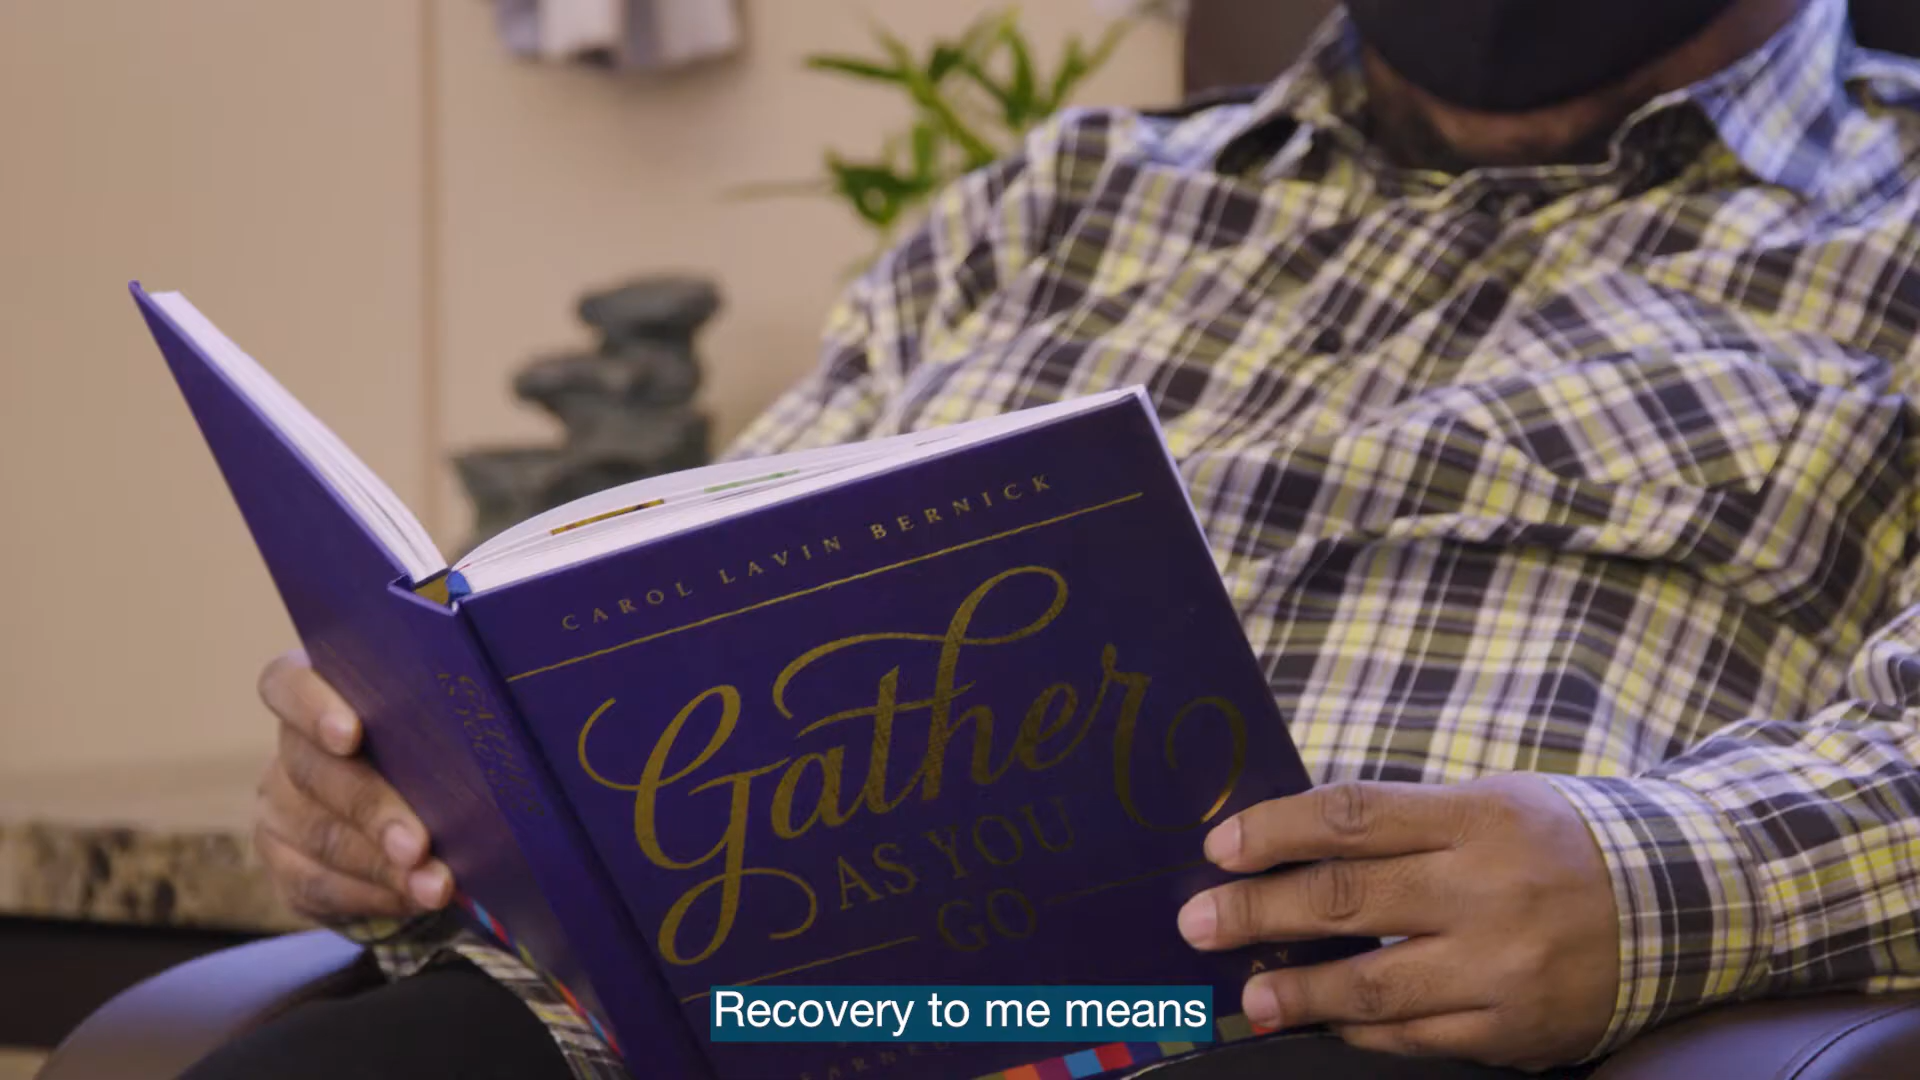 CAROL LAVIN BERNICK
Gather
AS YOU
GO
Recovery to me means